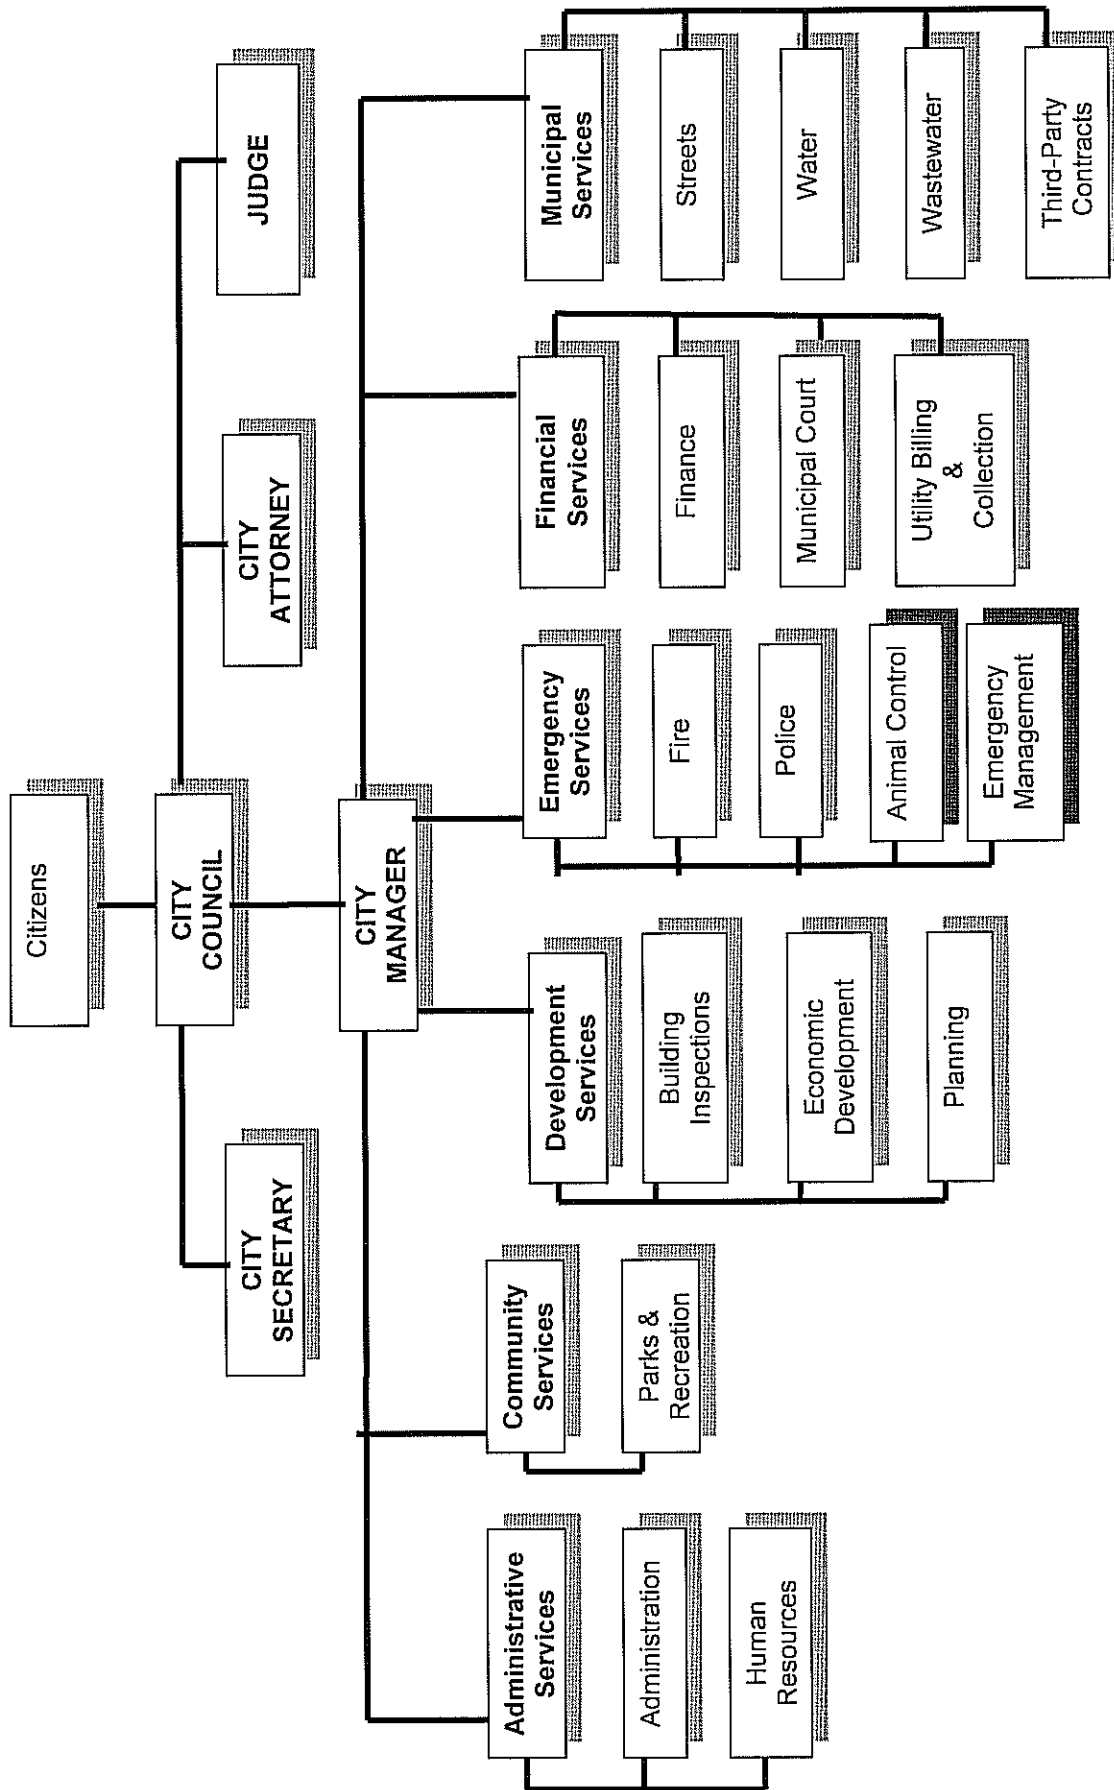 Citizens
CITY
COUNCIL
CITY
SECRETARY
CITY
ATTORNEY
JUDGE
CITY
MANAGER
Administrative
Services
Administration
Human
Resources
Community
Services
Parks &
Recreation
Development
Services
Building
Inspections
Economic
Development
Planning
Emergency
Services
Fire
Police
Animal Control
Emergency
Management
Financial
Services
Finance
Municipal Court
Utility Billing
&
Collection
Municipal
Services
Streets
Water
Wastewater
Third-Party
Contracts